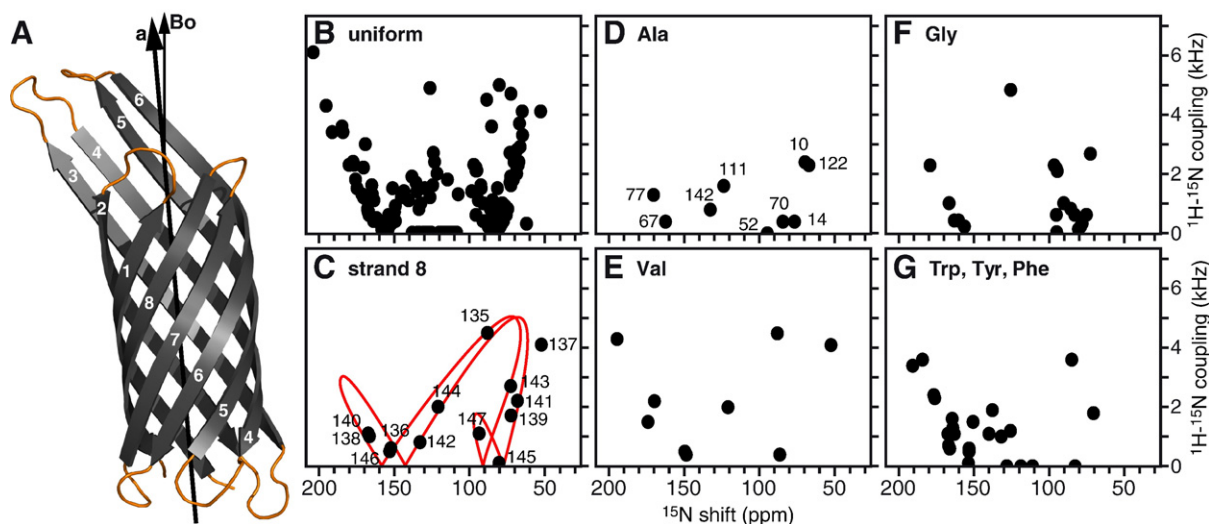 A
a
Bo
6
5
4
3
2
1
8
7
6
5
4
B uniform
D Ala
10
111
122
77
142
70
67
52
14
F Gly
6
4
2
0
¹H-¹⁵N coupling (kHz)
C strand 8
135
137
143
144
141
147
139
140
136
138
142
146
145
E Val
G Trp, Tyr, Phe
6
4
2
0
¹H-¹⁵N coupling (kHz)
200 150 100 50
200 150 100 50
200 150 100 50
¹⁵N shift (ppm)